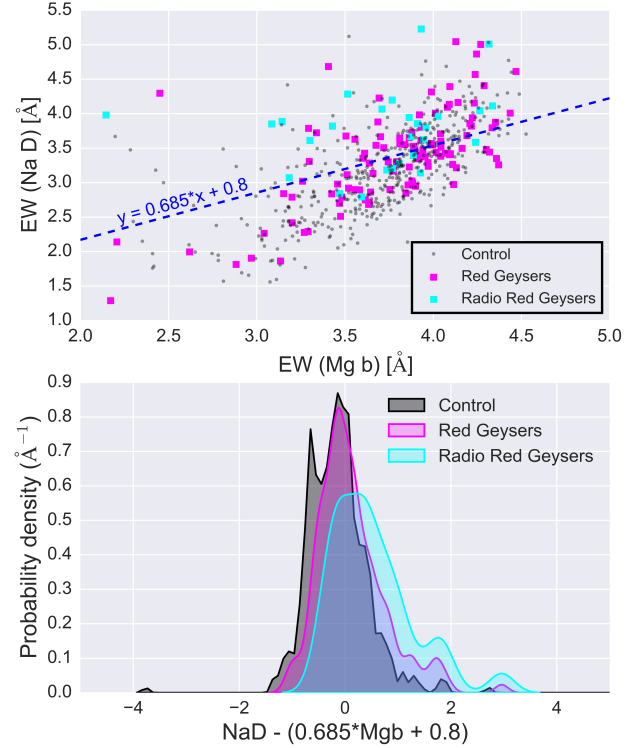 5.5
5.0
4.5
4.0
3.5
3.0
2.5
2.0
1.5
1.0
EW (Na D) [Å]
y = 0.685*x + 0.8
Control
Red Geysers
Radio Red Geysers
2.0 2.5 3.0 3.5 4.0 4.5 5.0
EW (Mg b) [Å]
0.9
0.8
0.7
0.6
0.5
0.4
0.3
0.2
0.1
0.0
Probability density (Å⁻¹)
Control
Red Geysers
Radio Red Geysers
−4 −2 0 2 4
NaD - (0.685*Mgb + 0.8)